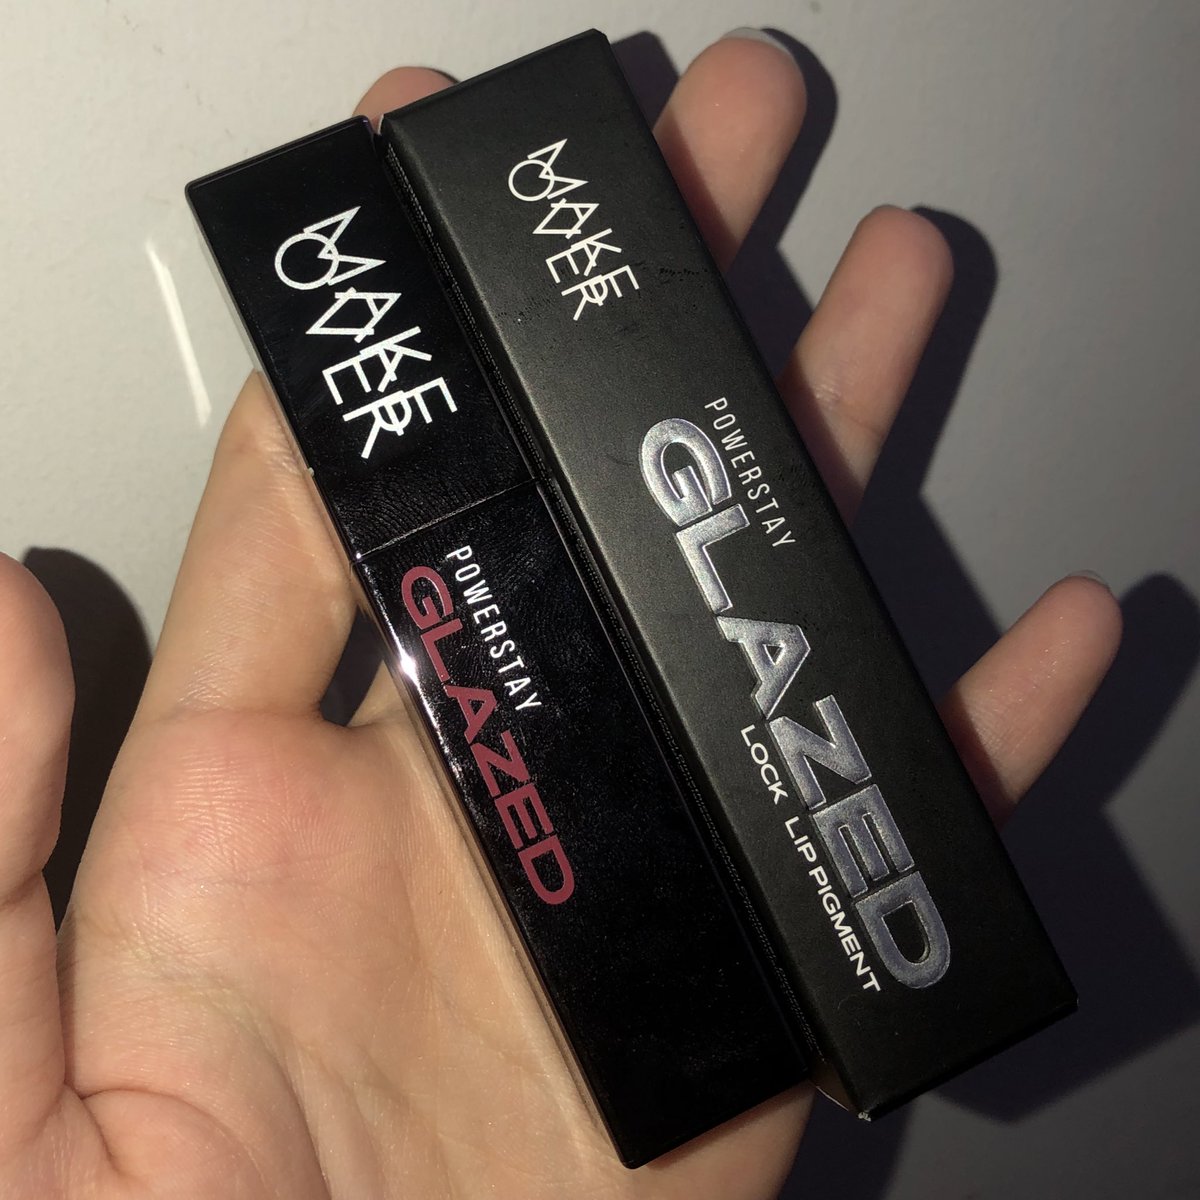 MAKE
OVER
POWERSTAY
GLAZED
MAKE
OVER
POWERSTAY
GLAZED
LOCK LIP PIGMENT